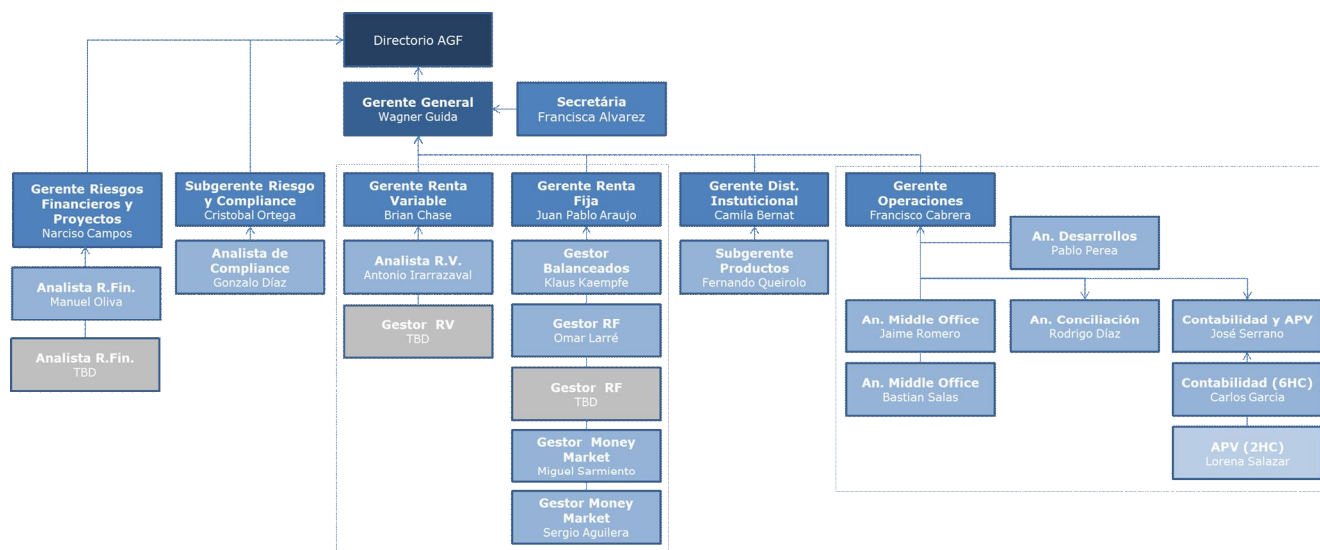 Directorio AGF
Gerente General
Wagner Guida
Secretária
Francisca Alvarez
Gerente Riesgos
Financieros y
Proyectos
Narciso Campos
Analista R.Fin.
Manuel Oliva
Analista R.Fin.
TBD
Subgerente Riesgo
y Compliance
Cristobal Ortega
Analista de
Compliance
Gonzalo Díaz
Gerente Renta
Variable
Brian Chase
Analista R.V.
Antonio Irarrazaval
Gestor RV
TBD
Gerente Renta
Fija
Juan Pablo Araujo
Gestor
Balanceados
Klaus Kaempfe
Gestor RF
Omar Larré
Gestor RF
TBD
Gestor Money
Market
Miguel Sarmiento
Gestor Money
Market
Sergio Aguilera
Gerente Dist.
Instuticional
Camila Bernat
Subgerente
Productos
Fernando Queirolo
Gerente
Operaciones
Francisco Cabrera
An. Desarrollos
Pablo Perea
An. Middle Office
Jaime Romero
An. Middle Office
Bastian Salas
An. Conciliación
Rodrigo Díaz
Contabilidad y APV
José Serrano
Contabilidad (6HC)
Carlos Garcia
APV (2HC)
Lorena Salazar